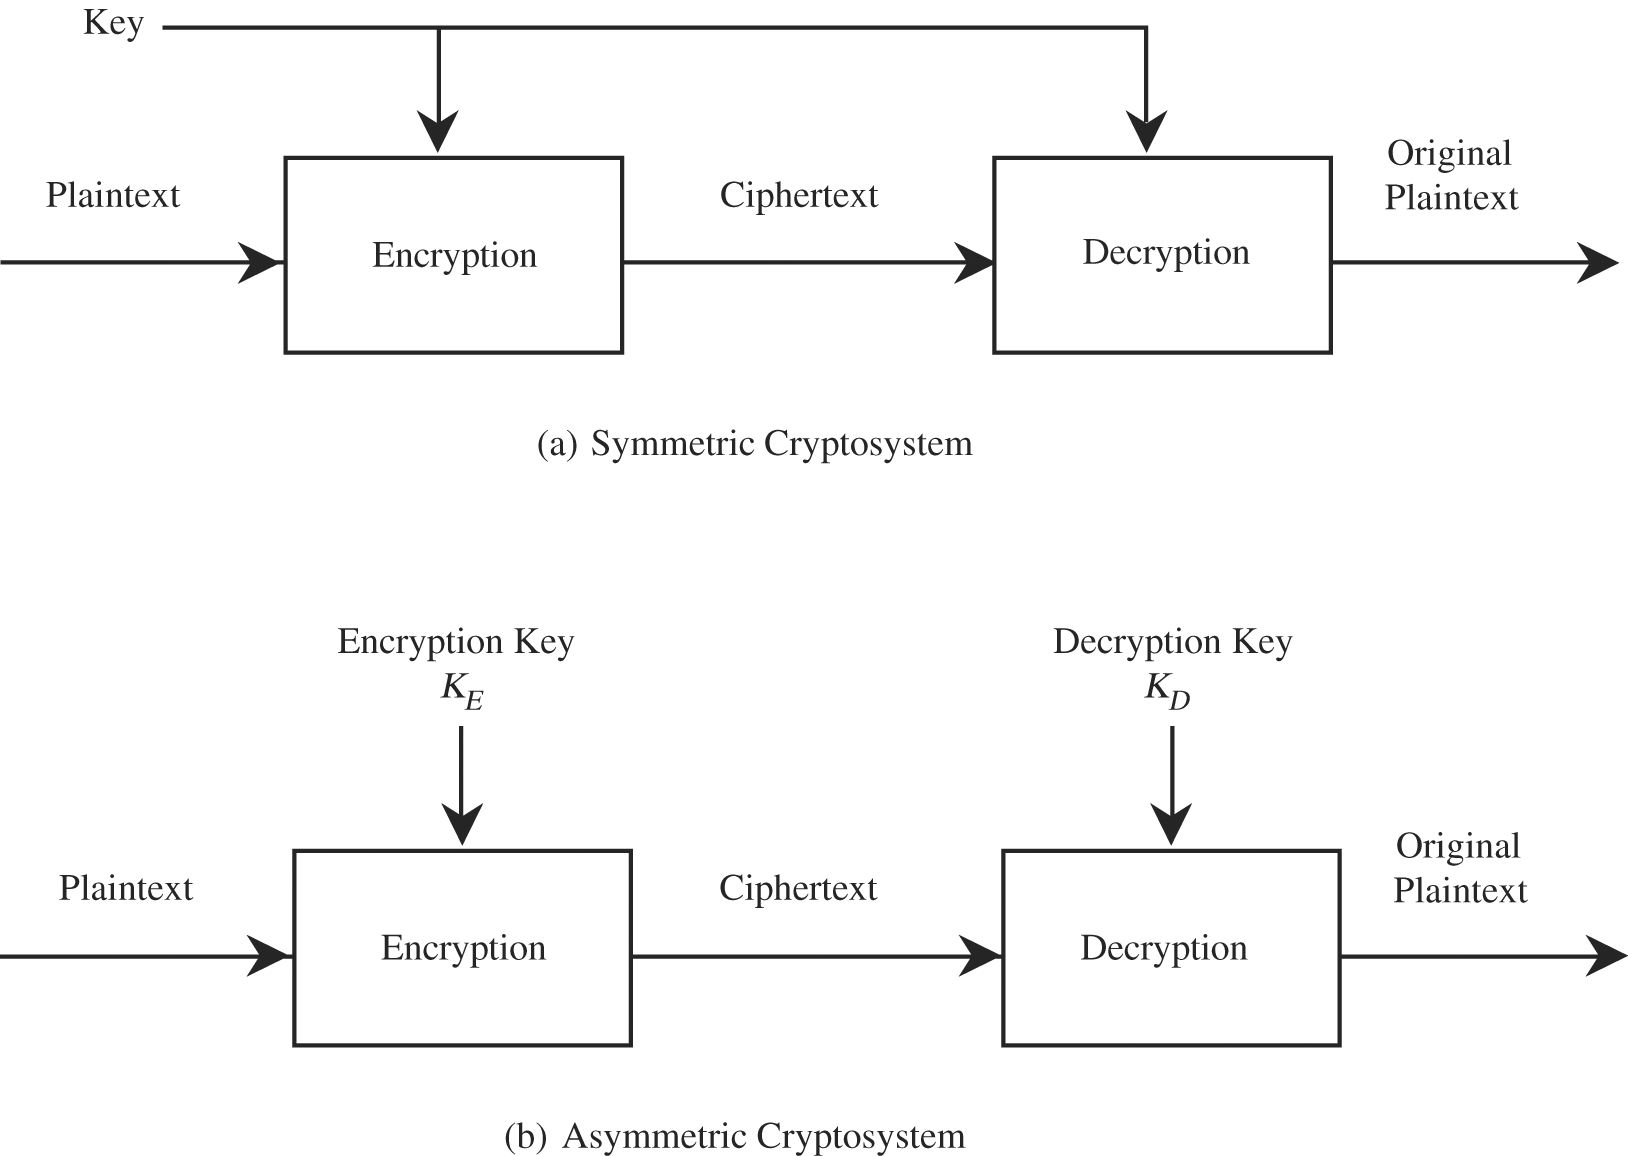 Key
Plaintext
Encryption
Ciphertext
Decryption
Original
Plaintext
(a) Symmetric Cryptosystem
Encryption Key
K_E
Decryption Key
K_D
Plaintext
Encryption
Ciphertext
Decryption
Original
Plaintext
(b) Asymmetric Cryptosystem